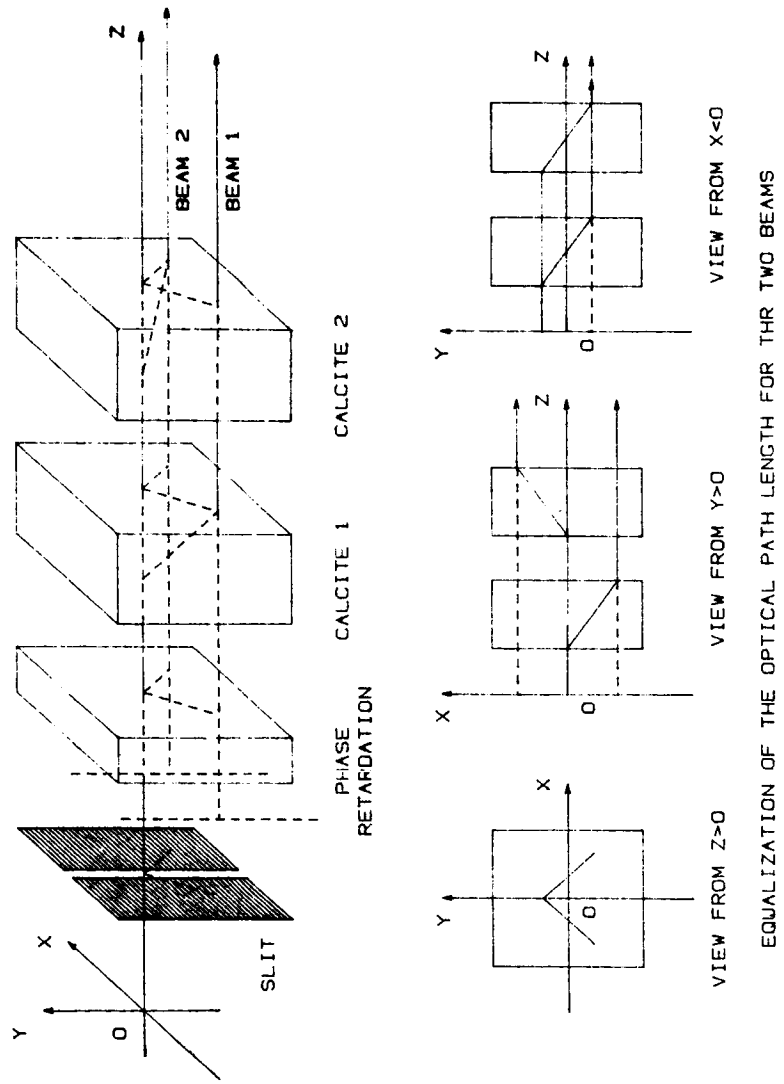 Y
X
Z
O
SLIT
PHASE
RETARDATION
CALCITE 1
CALCITE 2
BEAM 2
BEAM 1
Y
X
O
VIEW FROM Z>0
X
Z
O
VIEW FROM Y>0
Y
Z
O
VIEW FROM X<0
EQUALIZATION OF THE OPTICAL PATH LENGTH FOR THR TWO BEAMS